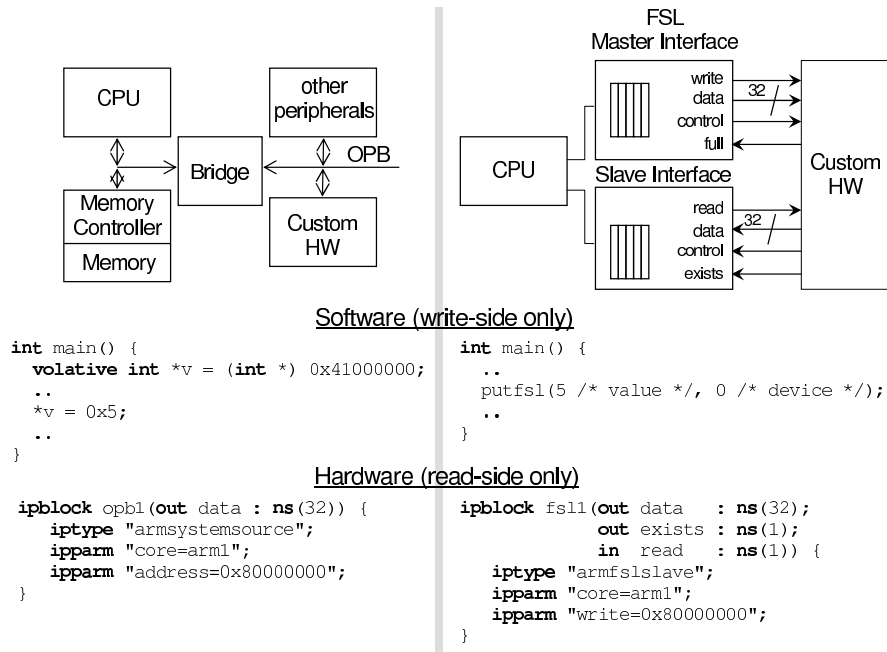 CPU
other
peripherals
Bridge
OPB
Memory
Controller
Memory
Custom
HW
FSL
Master Interface
CPU
write
32
data
control
full
Slave Interface
read
32
data
control
exists
Custom
HW
Software (write-side only)
int main() {
volative int *v = (int *) 0x41000000;
..
*v = 0x5;
..
}
int main() {
..
putfsl(5 /* value */, 0 /* device */);
..
}
Hardware (read-side only)
ipblock opb1(out data : ns(32)) {
iptype "armsystemsource";
ipparm "core=arm1";
ipparm "address=0x80000000";
}
ipblock fsl1(out data   : ns(32);
out exists : ns(1);
in  read   : ns(1)) {
iptype "armfslslave";
ipparm "core=arm1";
ipparm "write=0x80000000";
}